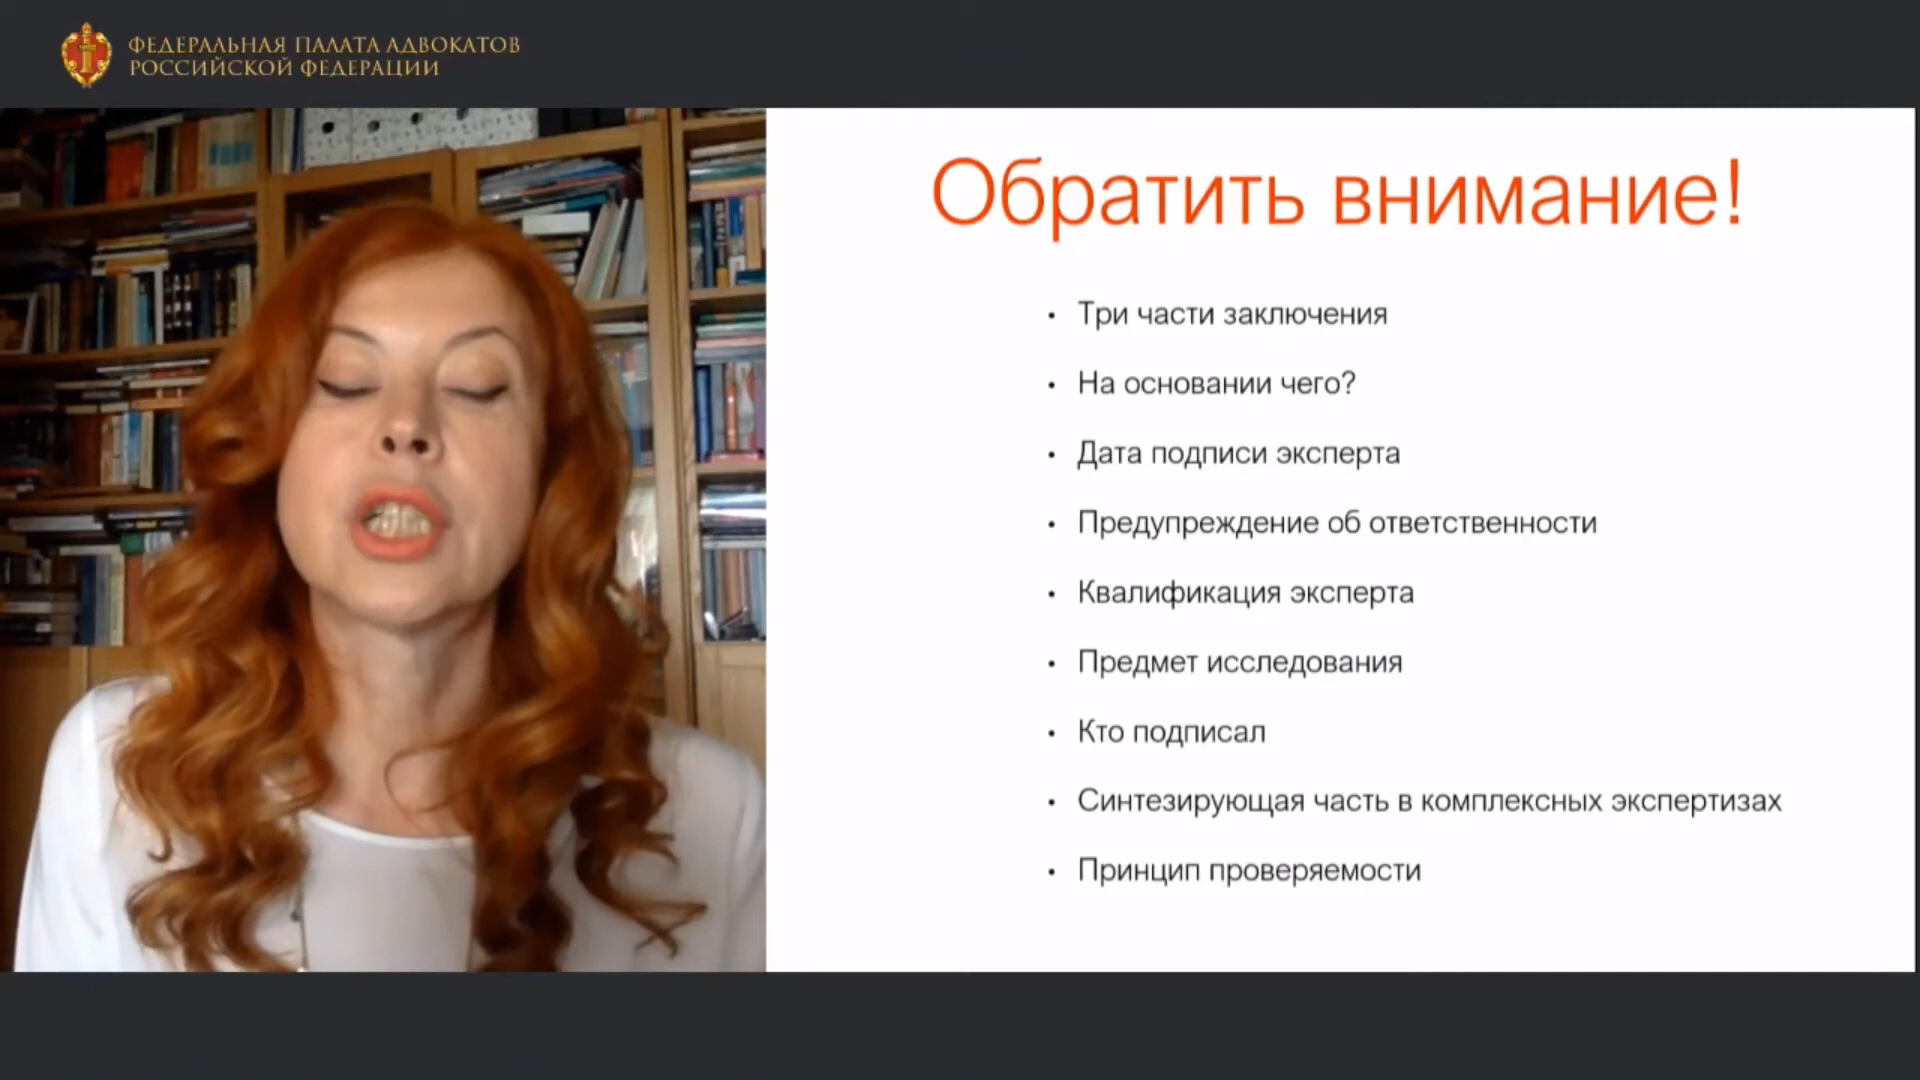 ФЕДЕРАЛЬНАЯ ПАЛАТА АДВОКАТОВ
РОССИЙСКОЙ ФЕДЕРАЦИИ
Обратить внимание!
• Три части заключения
• На основании чего?
• Дата подписи эксперта
• Предупреждение об ответственности
• Квалификация эксперта
• Предмет исследования
• Кто подписал
• Синтезирующая часть в комплексных экспертизах
• Принцип проверяемости